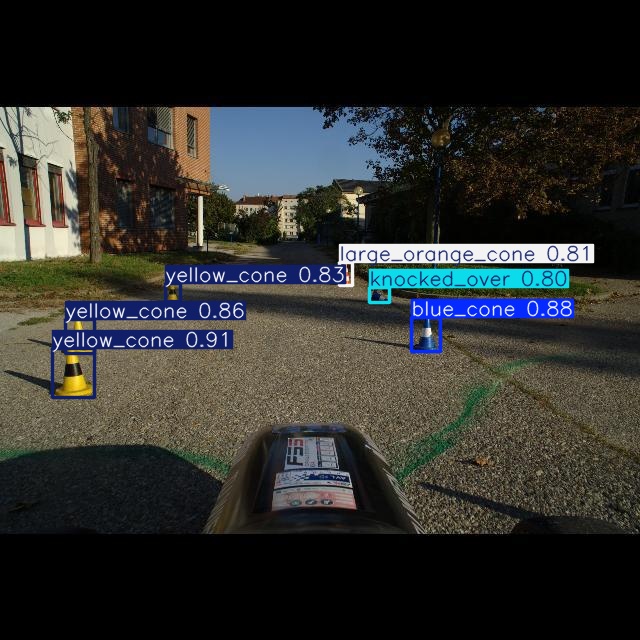 large_orange_cone 0.81
yellow_cone 0.83
knocked_over 0.80
yellow_cone 0.86
blue_cone 0.88
yellow_cone 0.91